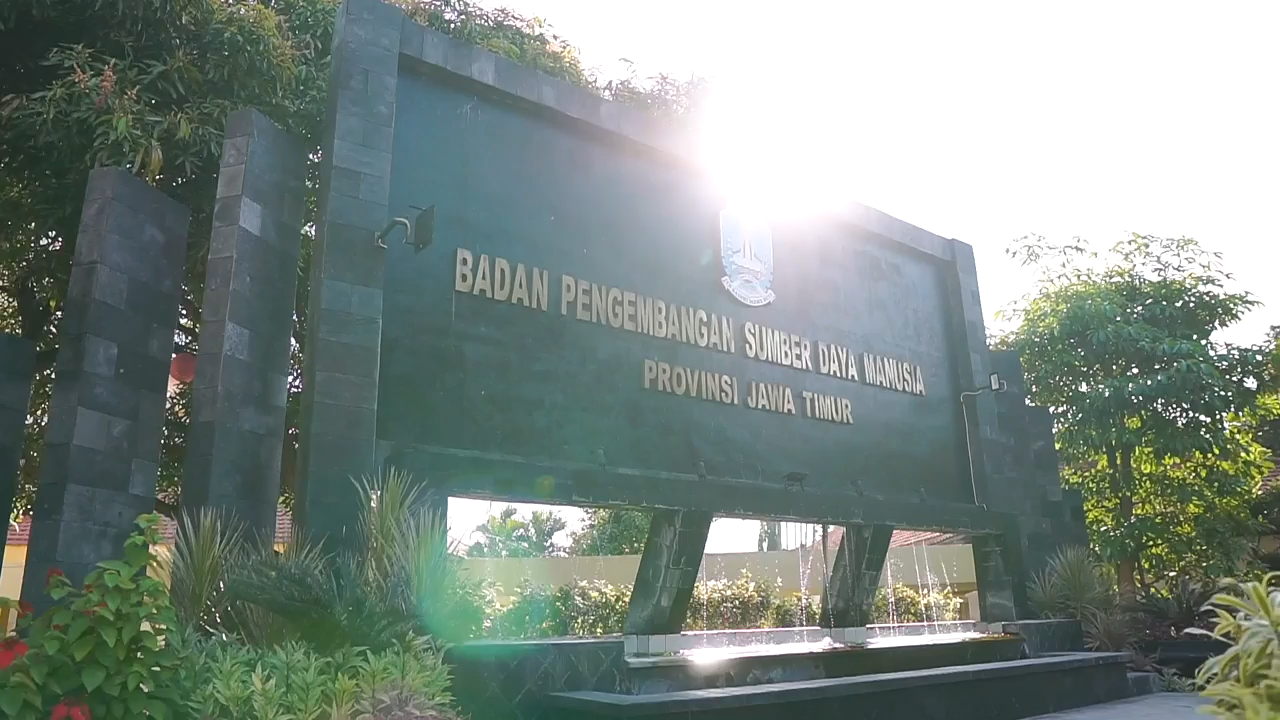 BADAN PENGEMBANGAN SUMBER DAYA MANUSIA
PROVINSI JAWA TIMUR